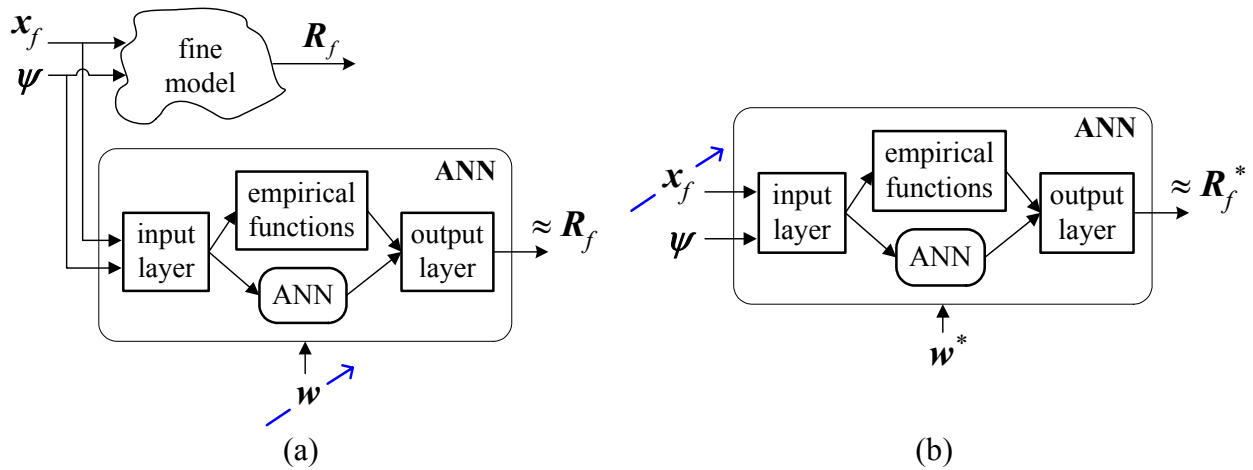 x_f
ψ
fine
model
R_f
ANN
input
layer
empirical
functions
ANN
output
layer
≈ R_f
w
(a)
ANN
x_f
ψ
input
layer
empirical
functions
ANN
output
layer
≈ R_f^*
w^*
(b)